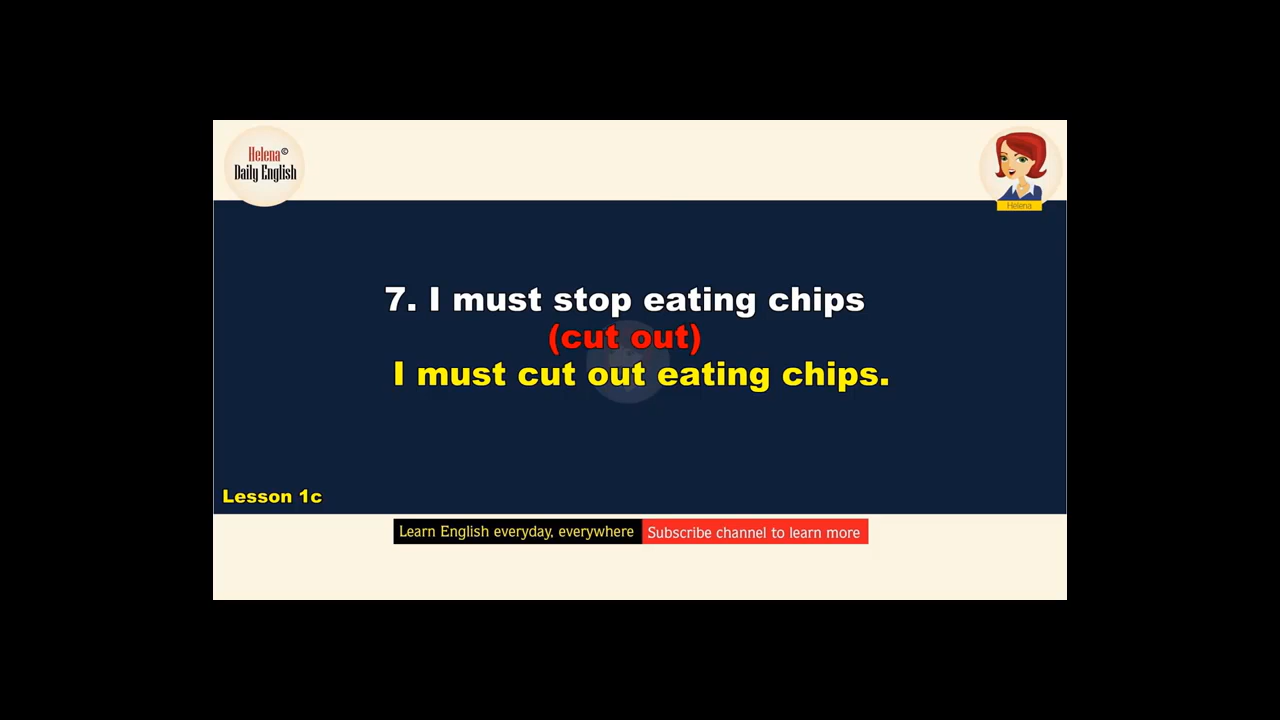 Helena©
Daily English
Helena
7. I must stop eating chips
(cut out)
I must cut out eating chips.
Lesson 1c
Learn English everyday, everywhere
Subscribe channel to learn more